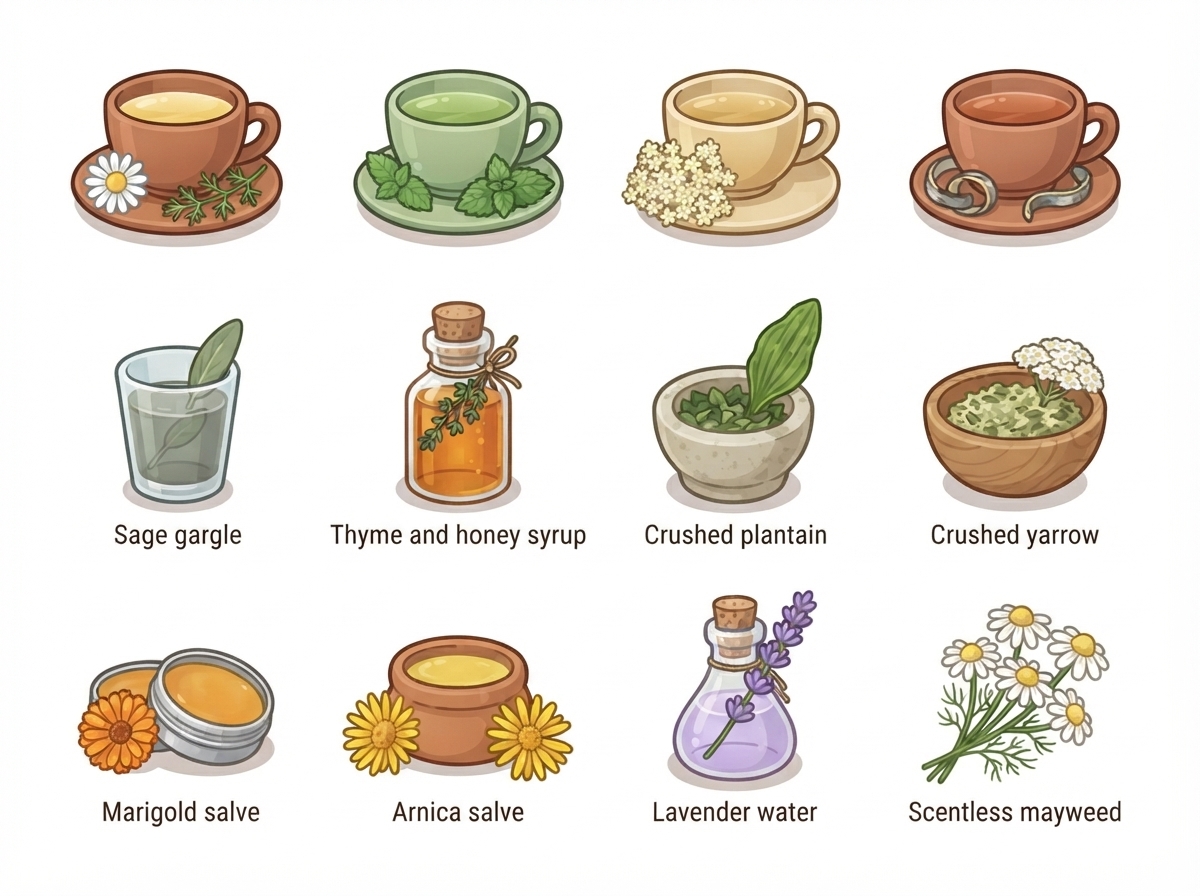 Sage gargle
Thyme and honey syrup
Crushed plantain
Crushed yarrow
Marigold salve
Arnica salve
Lavender water
Scentless mayweed